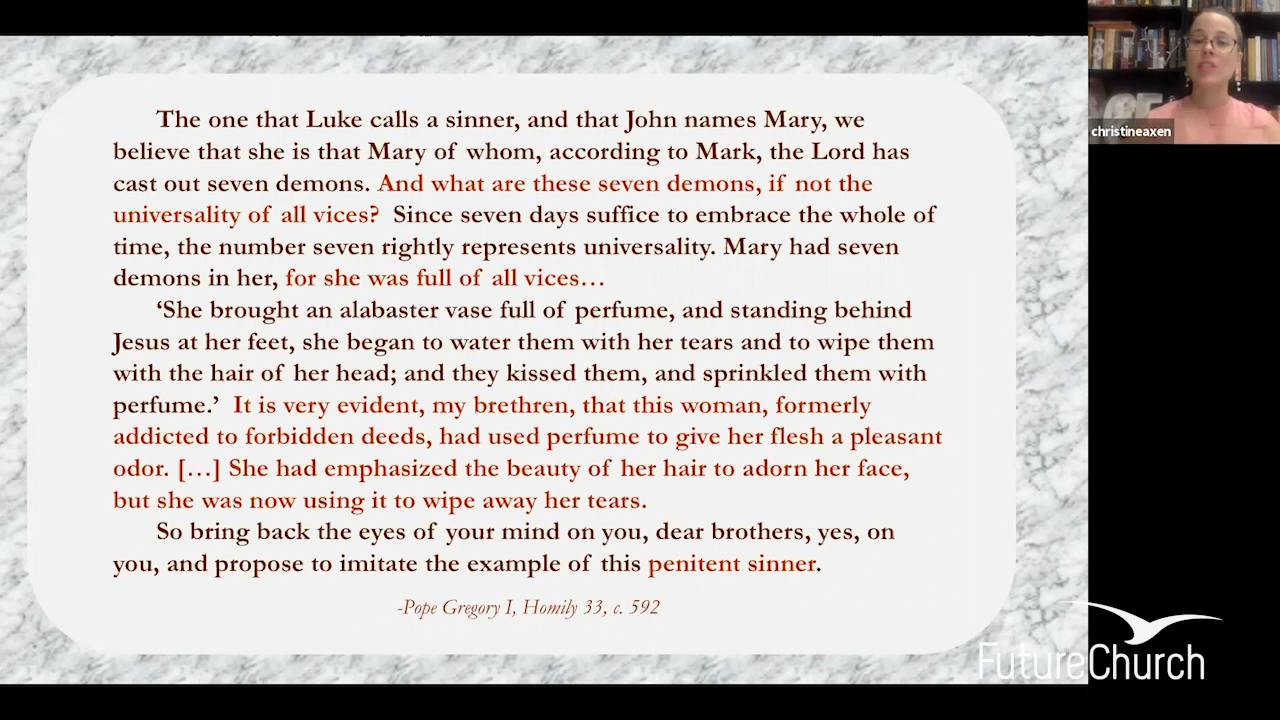 The one that Luke calls a sinner, and that John names Mary, we
believe that she is that Mary of whom, according to Mark, the Lord has
cast out seven demons. And what are these seven demons, if not the
universality of all vices? Since seven days suffice to embrace the whole of
time, the number seven rightly represents universality. Mary had seven
demons in her, for she was full of all vices…
‘She brought an alabaster vase full of perfume, and standing behind
Jesus at her feet, she began to water them with her tears and to wipe them
with the hair of her head; and they kissed them, and sprinkled them with
perfume.’ It is very evident, my brethren, that this woman, formerly
addicted to forbidden deeds, had used perfume to give her flesh a pleasant
odor. […] She had emphasized the beauty of her hair to adorn her face,
but she was now using it to wipe away her tears.
So bring back the eyes of your mind on you, dear brothers, yes, on
you, and propose to imitate the example of this penitent sinner.
-Pope Gregory I, Homily 33, c. 592
christineaxen
FutureChurch